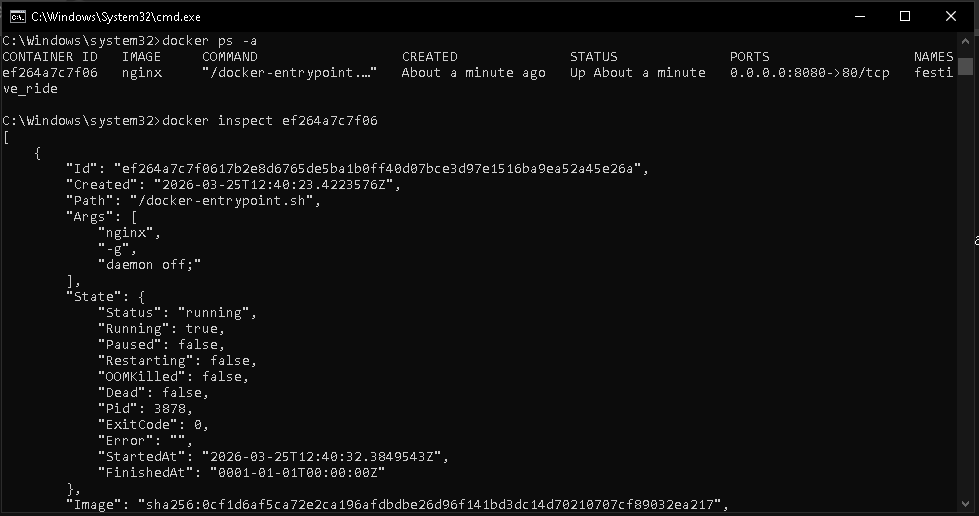 C:\Windows\System32\cmd.exe
C:\Windows\system32>docker ps -a
CONTAINER ID   IMAGE     COMMAND                  CREATED              STATUS              PORTS                  NAMES
ef264a7c7f06   nginx     "/docker-entrypoint.…"   About a minute ago   Up About a minute   0.0.0.0:8080->80/tcp   festi
ve_ride
C:\Windows\system32>docker inspect ef264a7c7f06
[
    {
        "Id": "ef264a7c7f0617b2e8d6765de5ba1b0ff40d07bce3d97e1516ba9ea52a45e26a",
        "Created": "2026-03-25T12:40:23.4223576Z",
        "Path": "/docker-entrypoint.sh",
        "Args": [
            "nginx",
            "-g",
            "daemon off;"
        ],
        "State": {
            "Status": "running",
            "Running": true,
            "Paused": false,
            "Restarting": false,
            "OOMKilled": false,
            "Dead": false,
            "Pid": 3878,
            "ExitCode": 0,
            "Error": "",
            "StartedAt": "2026-03-25T12:40:32.3849543Z",
            "FinishedAt": "0001-01-01T00:00:00Z"
        },
        "Image": "sha256:0cf1d6af5ca72e2ca196afdbdbe26d96f141bd3dc14d70210707cf89032ea217",